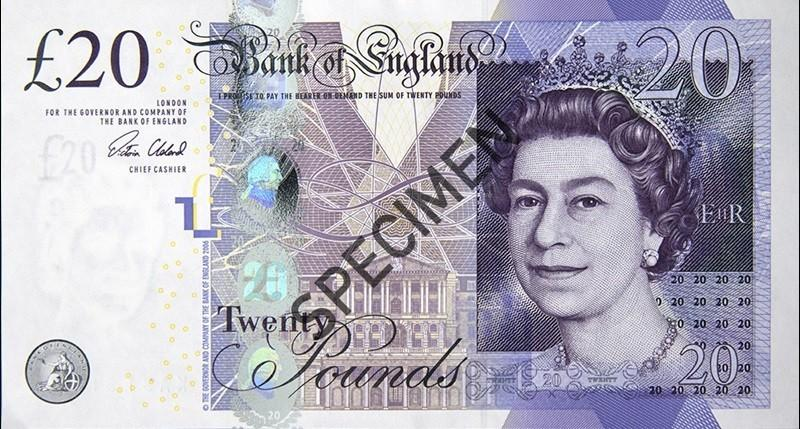 £20
Bank of England
I PROMISE TO PAY THE BEARER ON DEMAND THE SUM OF TWENTY POUNDS
20
LONDON
FOR THE GOVERNOR AND COMPANY OF
THE BANK OF ENGLAND
Victoria Cleland
CHIEF CASHIER
£20
20
20
20
SPECIMEN
EIIR
20
© THE GOVERNOR AND COMPANY OF THE BANK OF ENGLAND 2006
20 20 20 20
20 20 20
20 20
20 20
20 20
Twenty
Pounds
20
TWENTY 20 TWENTY
20